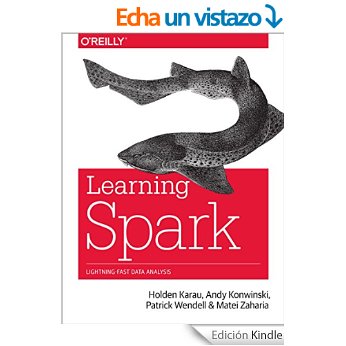 Echa un vistazo
O'REILLY®
Learning
Spark
LIGHTNING-FAST DATA ANALYSIS
Holden Karau, Andy Konwinski,
Patrick Wendell & Matei Zaharia
Edición Kindle